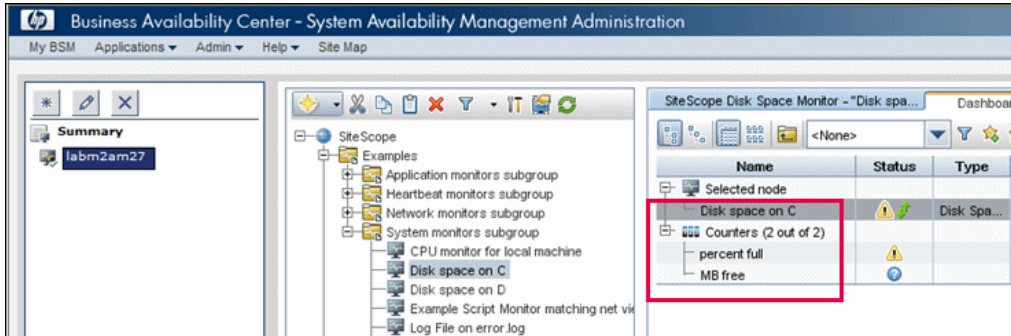 hp Business Availability Center - System Availability Management Administration
My BSM Applications Admin Help Site Map
Summary
labm2am27
SiteScope
Examples
Application monitors subgroup
Heartbeat monitors subgroup
Network monitors subgroup
System monitors subgroup
CPU monitor for local machine
Disk space on C
Disk space on D
Example Script Monitor matching net vie
Log File on error.log
SiteScope Disk Space Monitor - "Disk spa... Dashboar
<None>
Name Status Type
Selected node
Disk space on C Disk Spa...
Counters (2 out of 2)
percent full
MB free